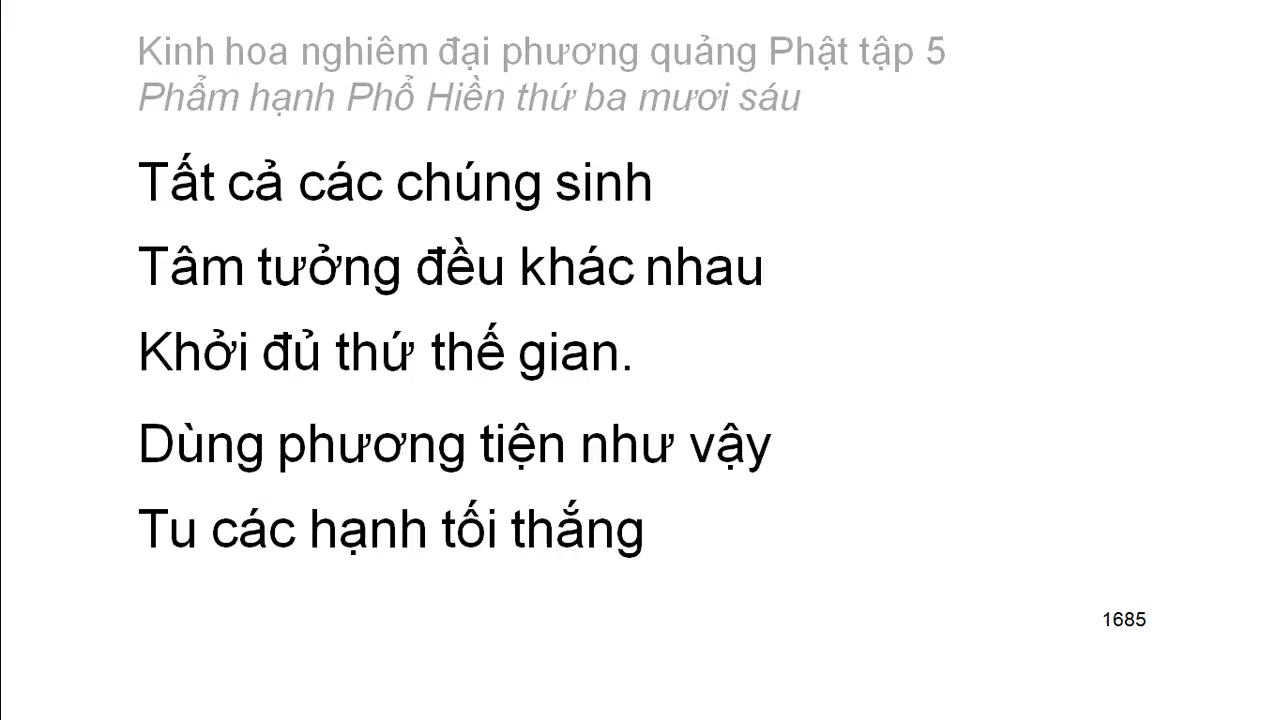 Kinh hoa nghiêm đại phương quảng Phật tập 5
Phẩm hạnh Phổ Hiền thứ ba mươi sáu
Tất cả các chúng sinh
Tâm tưởng đều khác nhau
Khởi đủ thứ thế gian.
Dùng phương tiện như vậy
Tu các hạnh tối thắng
1685